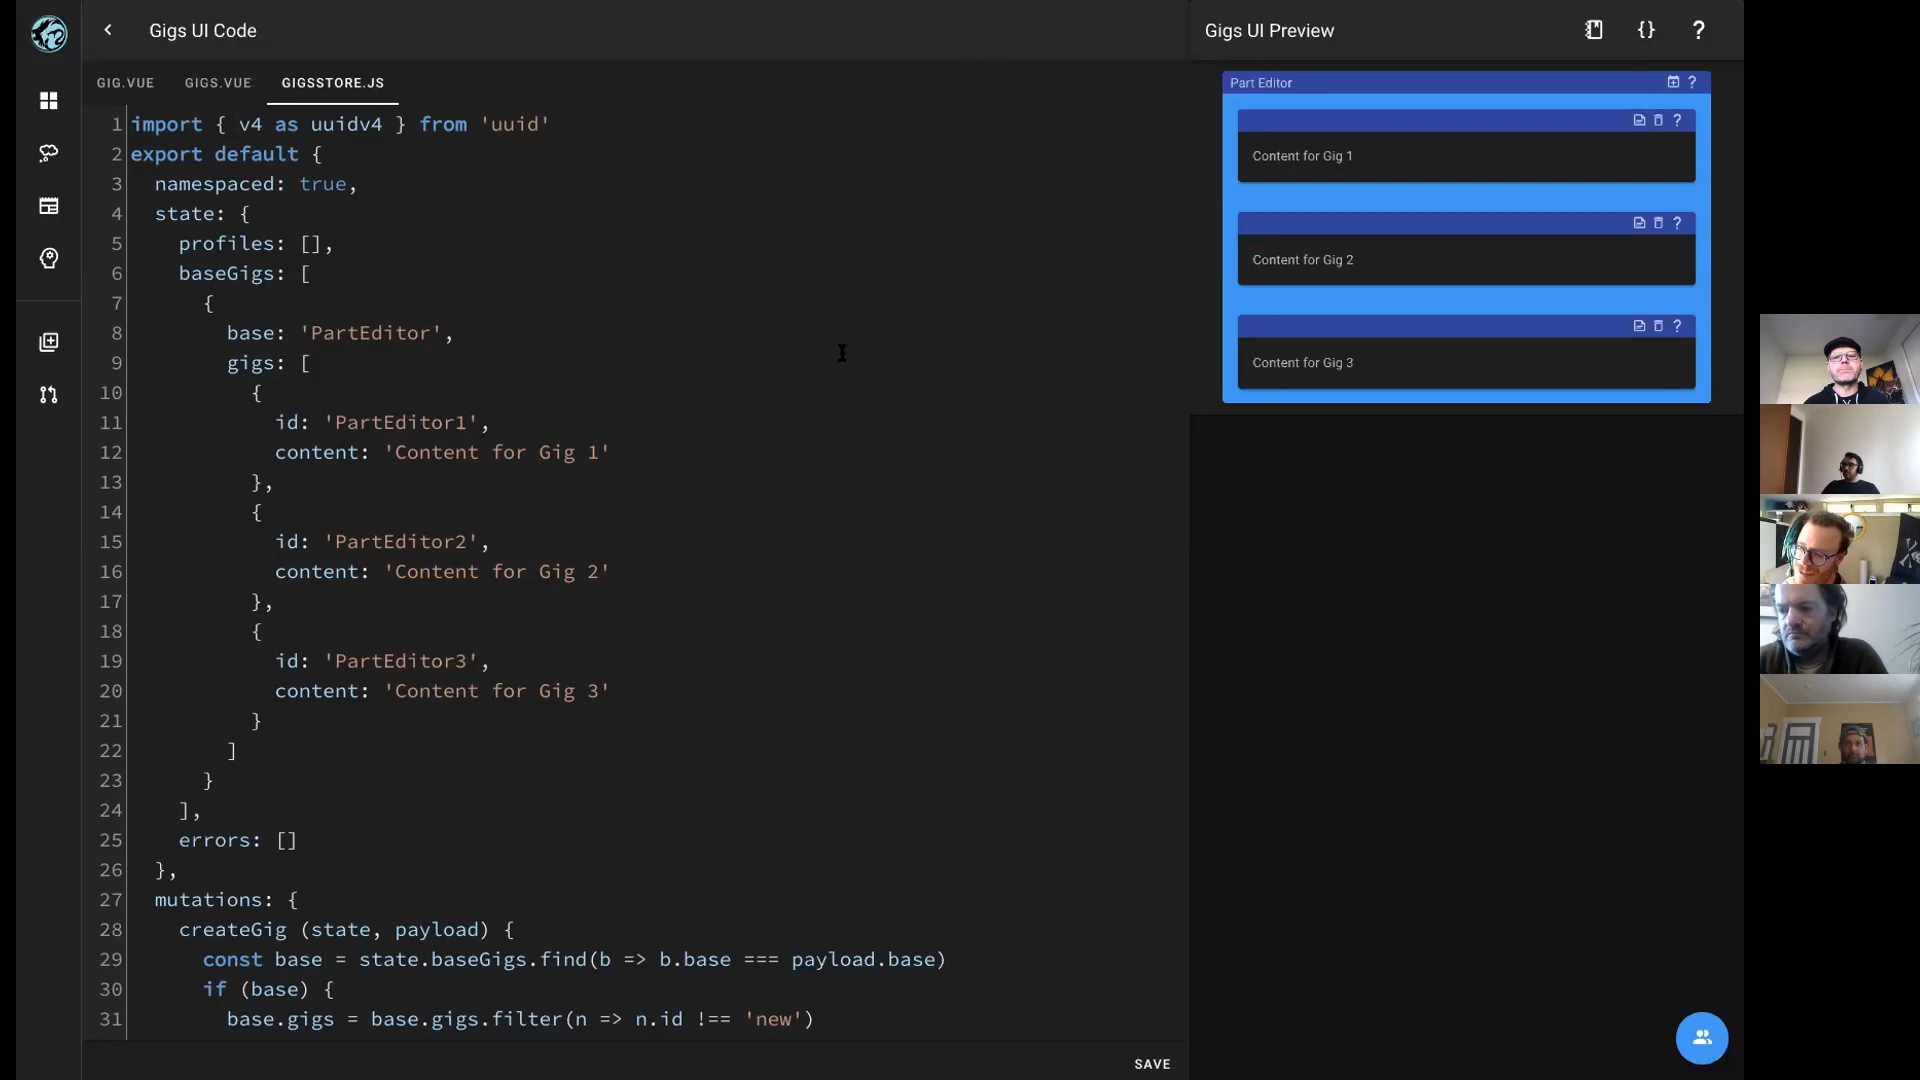 Gigs UI Code
GIG.VUE
GIGS.VUE
GIGSSTORE.JS
1 import { v4 as uuidv4 } from 'uuid'
2 export default {
3   namespaced: true,
4   state: {
5     profiles: [],
6     baseGigs: [
7       {
8         base: 'PartEditor',
9         gigs: [
10           {
11             id: 'PartEditor1',
12             content: 'Content for Gig 1'
13           },
14           {
15             id: 'PartEditor2',
16             content: 'Content for Gig 2'
17           },
18           {
19             id: 'PartEditor3',
20             content: 'Content for Gig 3'
21           }
22         ]
23       }
24     ],
25     errors: []
26   },
27   mutations: {
28     createGig (state, payload) {
29       const base = state.baseGigs.find(b => b.base === payload.base)
30       if (base) {
31         base.gigs = base.gigs.filter(n => n.id !== 'new')
SAVE
Gigs UI Preview
{} ?
Part Editor
?
?
Content for Gig 1
?
Content for Gig 2
?
Content for Gig 3